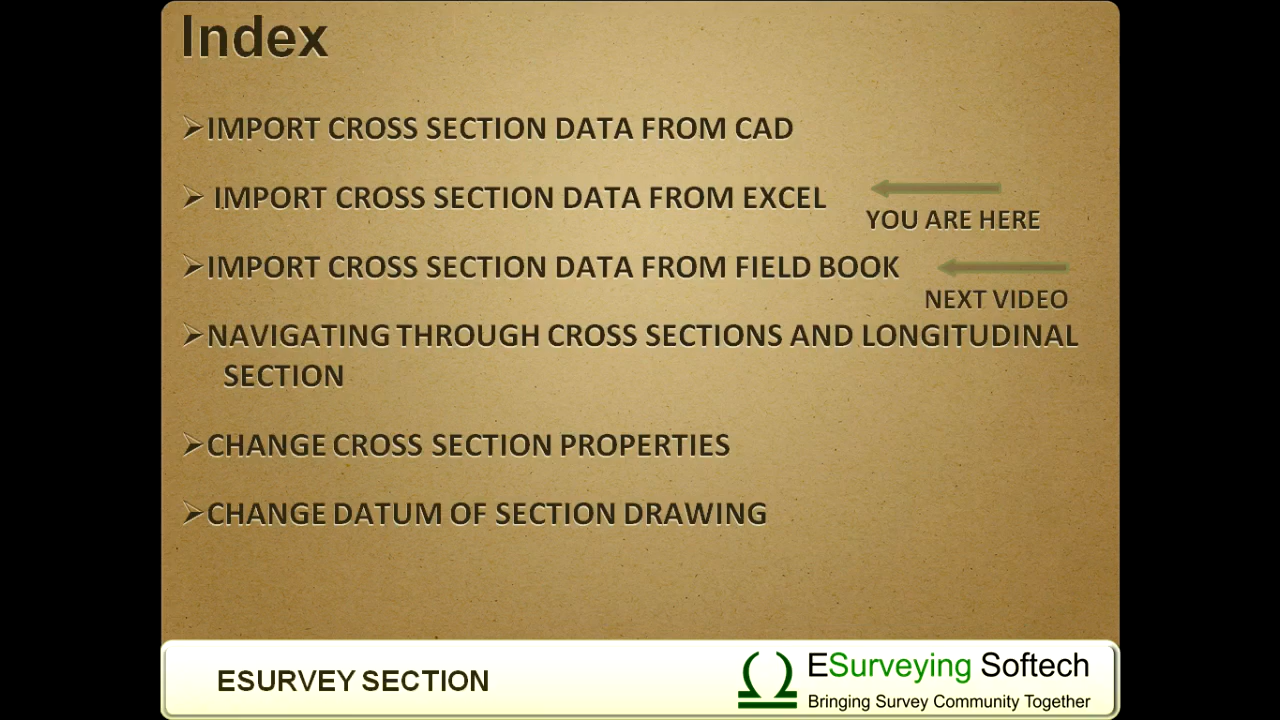 Index
➢IMPORT CROSS SECTION DATA FROM CAD
➢ IMPORT CROSS SECTION DATA FROM EXCEL
YOU ARE HERE
➢IMPORT CROSS SECTION DATA FROM FIELD BOOK
NEXT VIDEO
➢NAVIGATING THROUGH CROSS SECTIONS AND LONGITUDINAL
SECTION
➢CHANGE CROSS SECTION PROPERTIES
➢CHANGE DATUM OF SECTION DRAWING
ESURVEY SECTION
ESurveying Softech
Bringing Survey Community Together